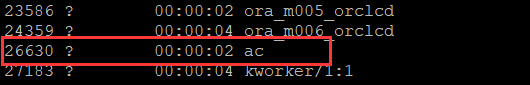 23586 ? 00:00:02 ora_m005_orclcd
24359 ? 00:00:04 ora_m006_orclcd
26630 ? 00:00:02 ac
27183 ? 00:00:04 kworker/1:1